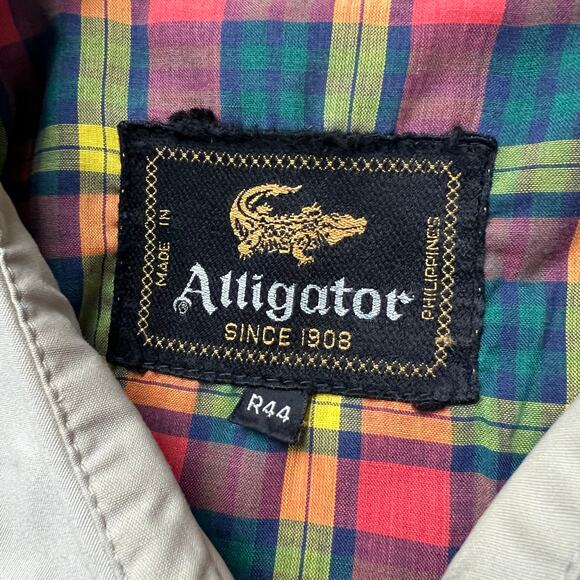 MADE IN
Alligator
®
SINCE 1908
PHILIPPINES
R44